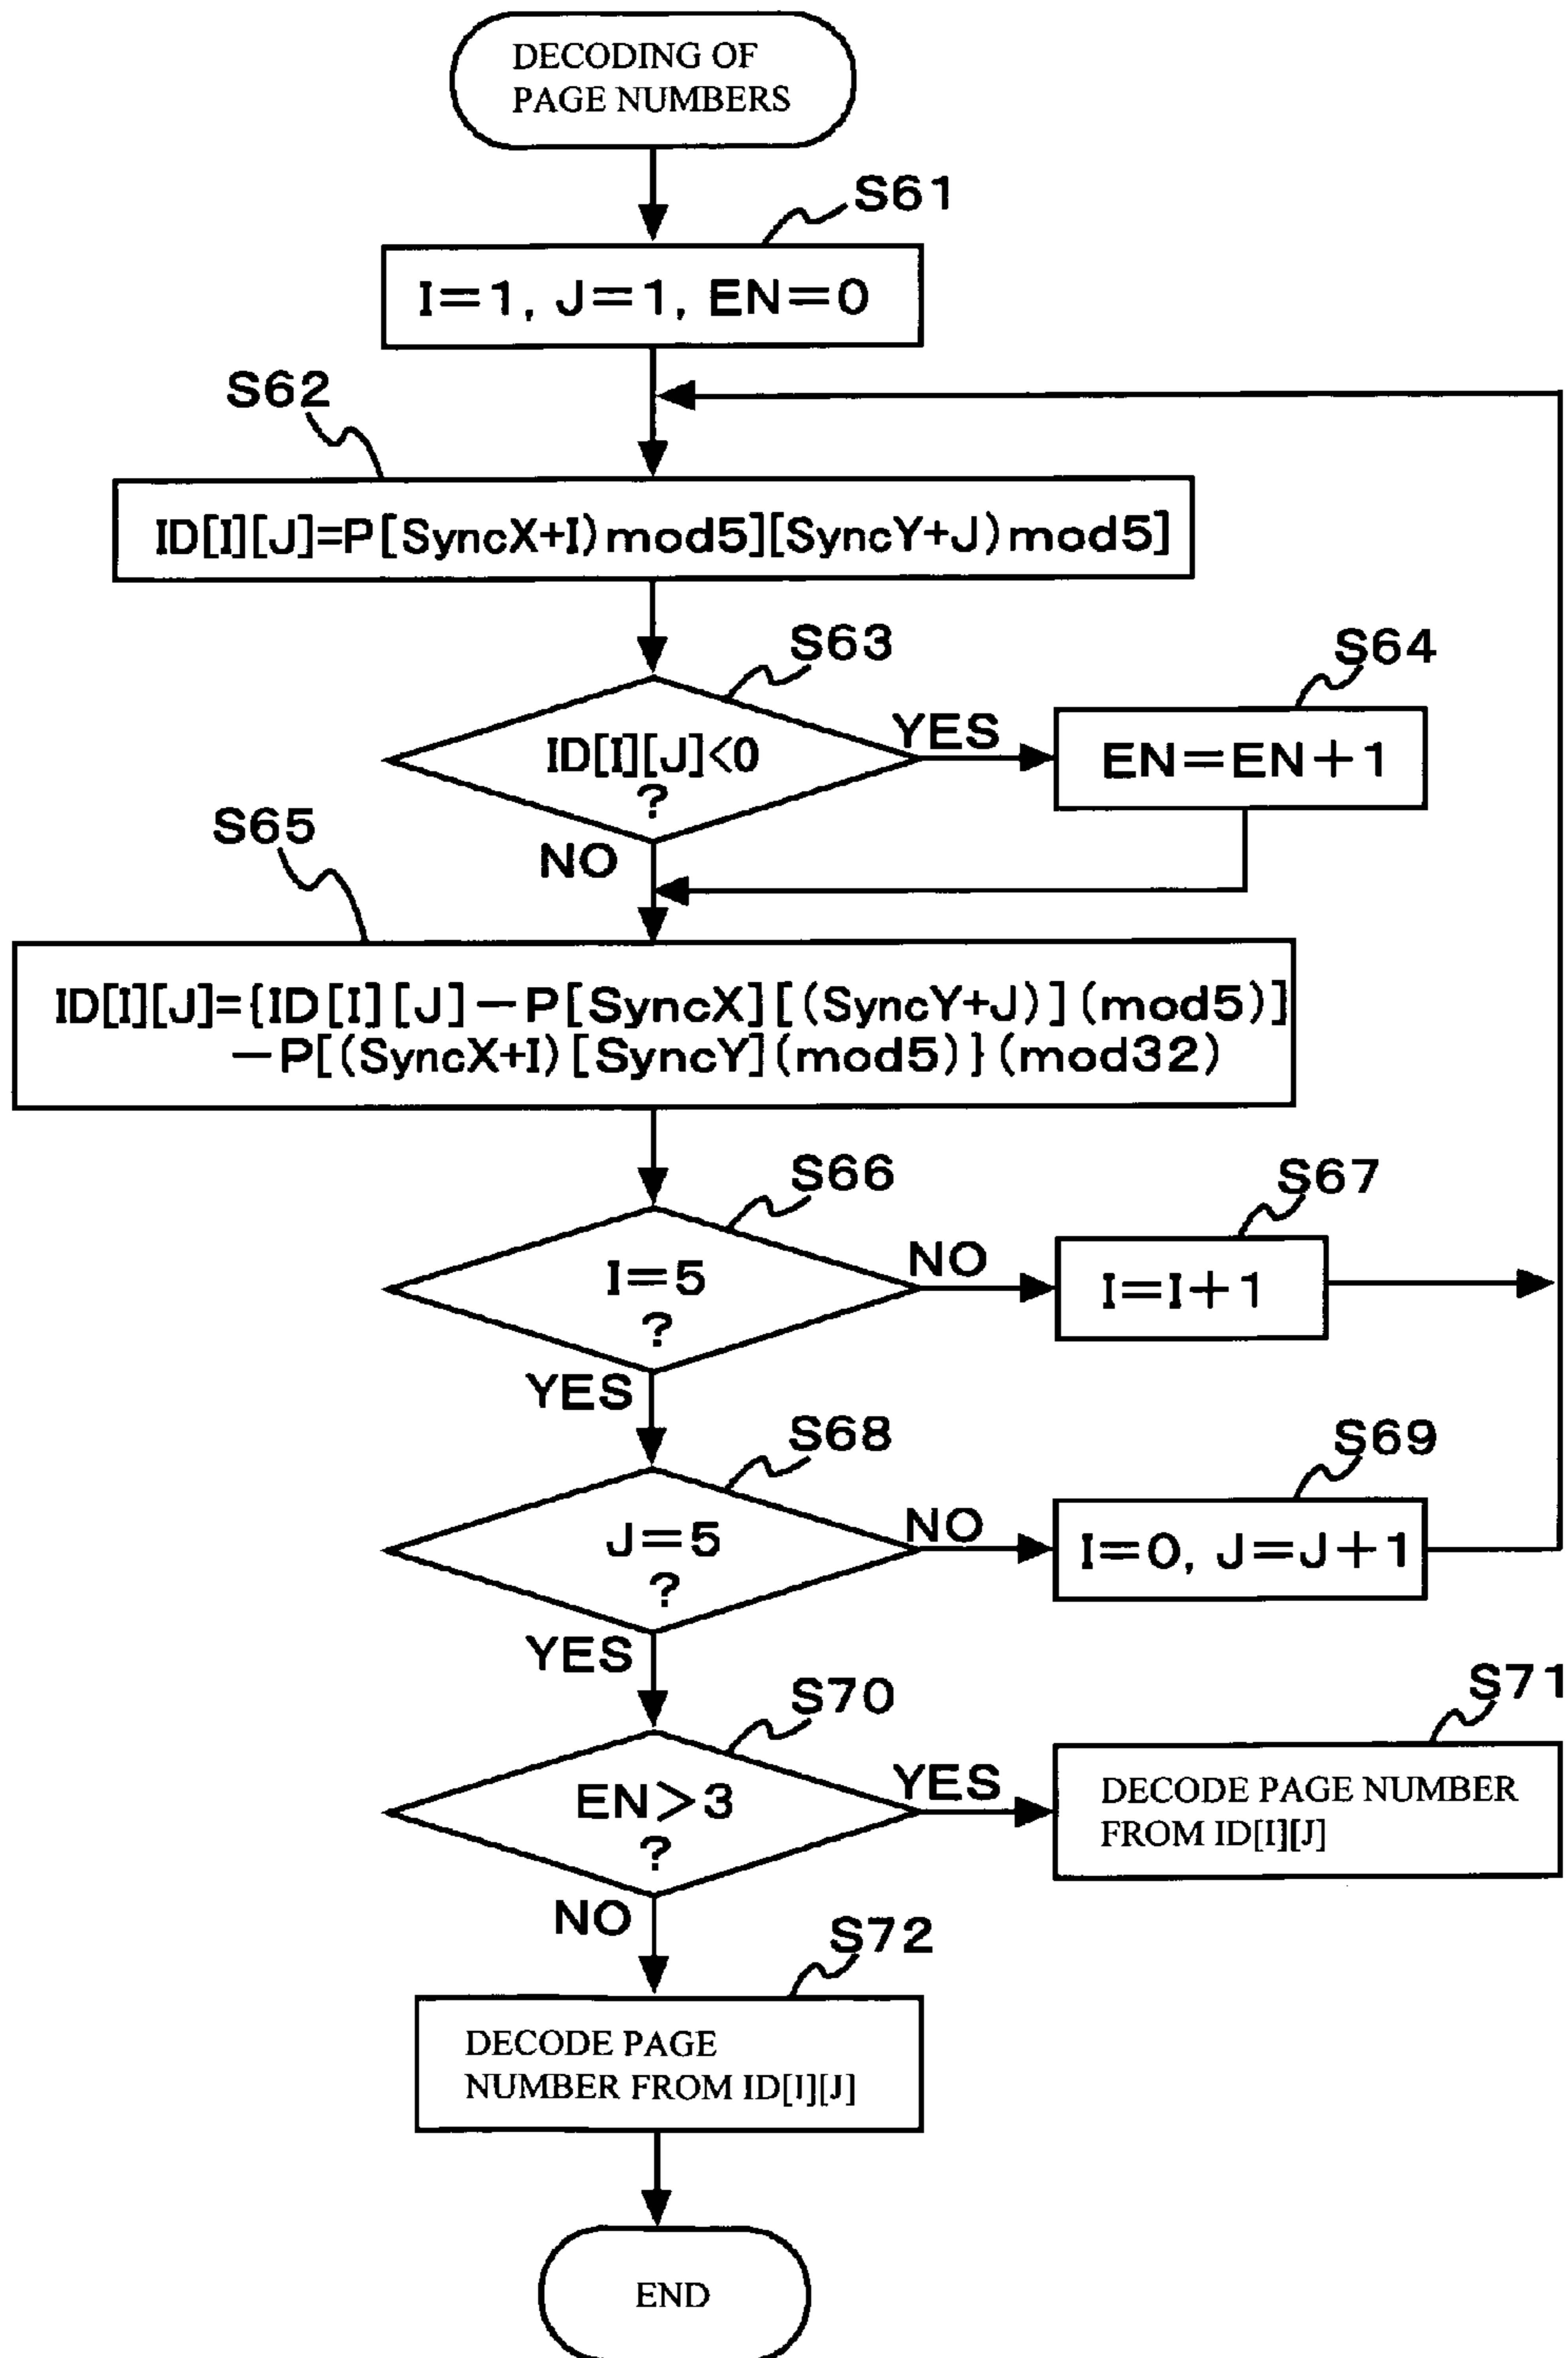 DECODING OF
PAGE NUMBERS
S61
I=1, J=1, EN=0
S62
ID[I][J]=P[SyncX+I)mod5][SyncY+J)mod5]
S63
ID[I][J]<0
?
YES
S64
EN=EN+1
NO
S65
ID[I][J]={ID[I][J]-P[SyncX][(SyncY+J)](mod5)]
-P[(SyncX+I)[SyncY](mod5)}(mod32)
S66
I=5
?
NO
S67
I=I+1
YES
S68
J=5
?
NO
S69
I=0, J=J+1
YES
S70
EN>3
?
YES
S71
DECODE PAGE NUMBER
FROM ID[I][J]
NO
S72
DECODE PAGE
NUMBER FROM ID[I][J]
END